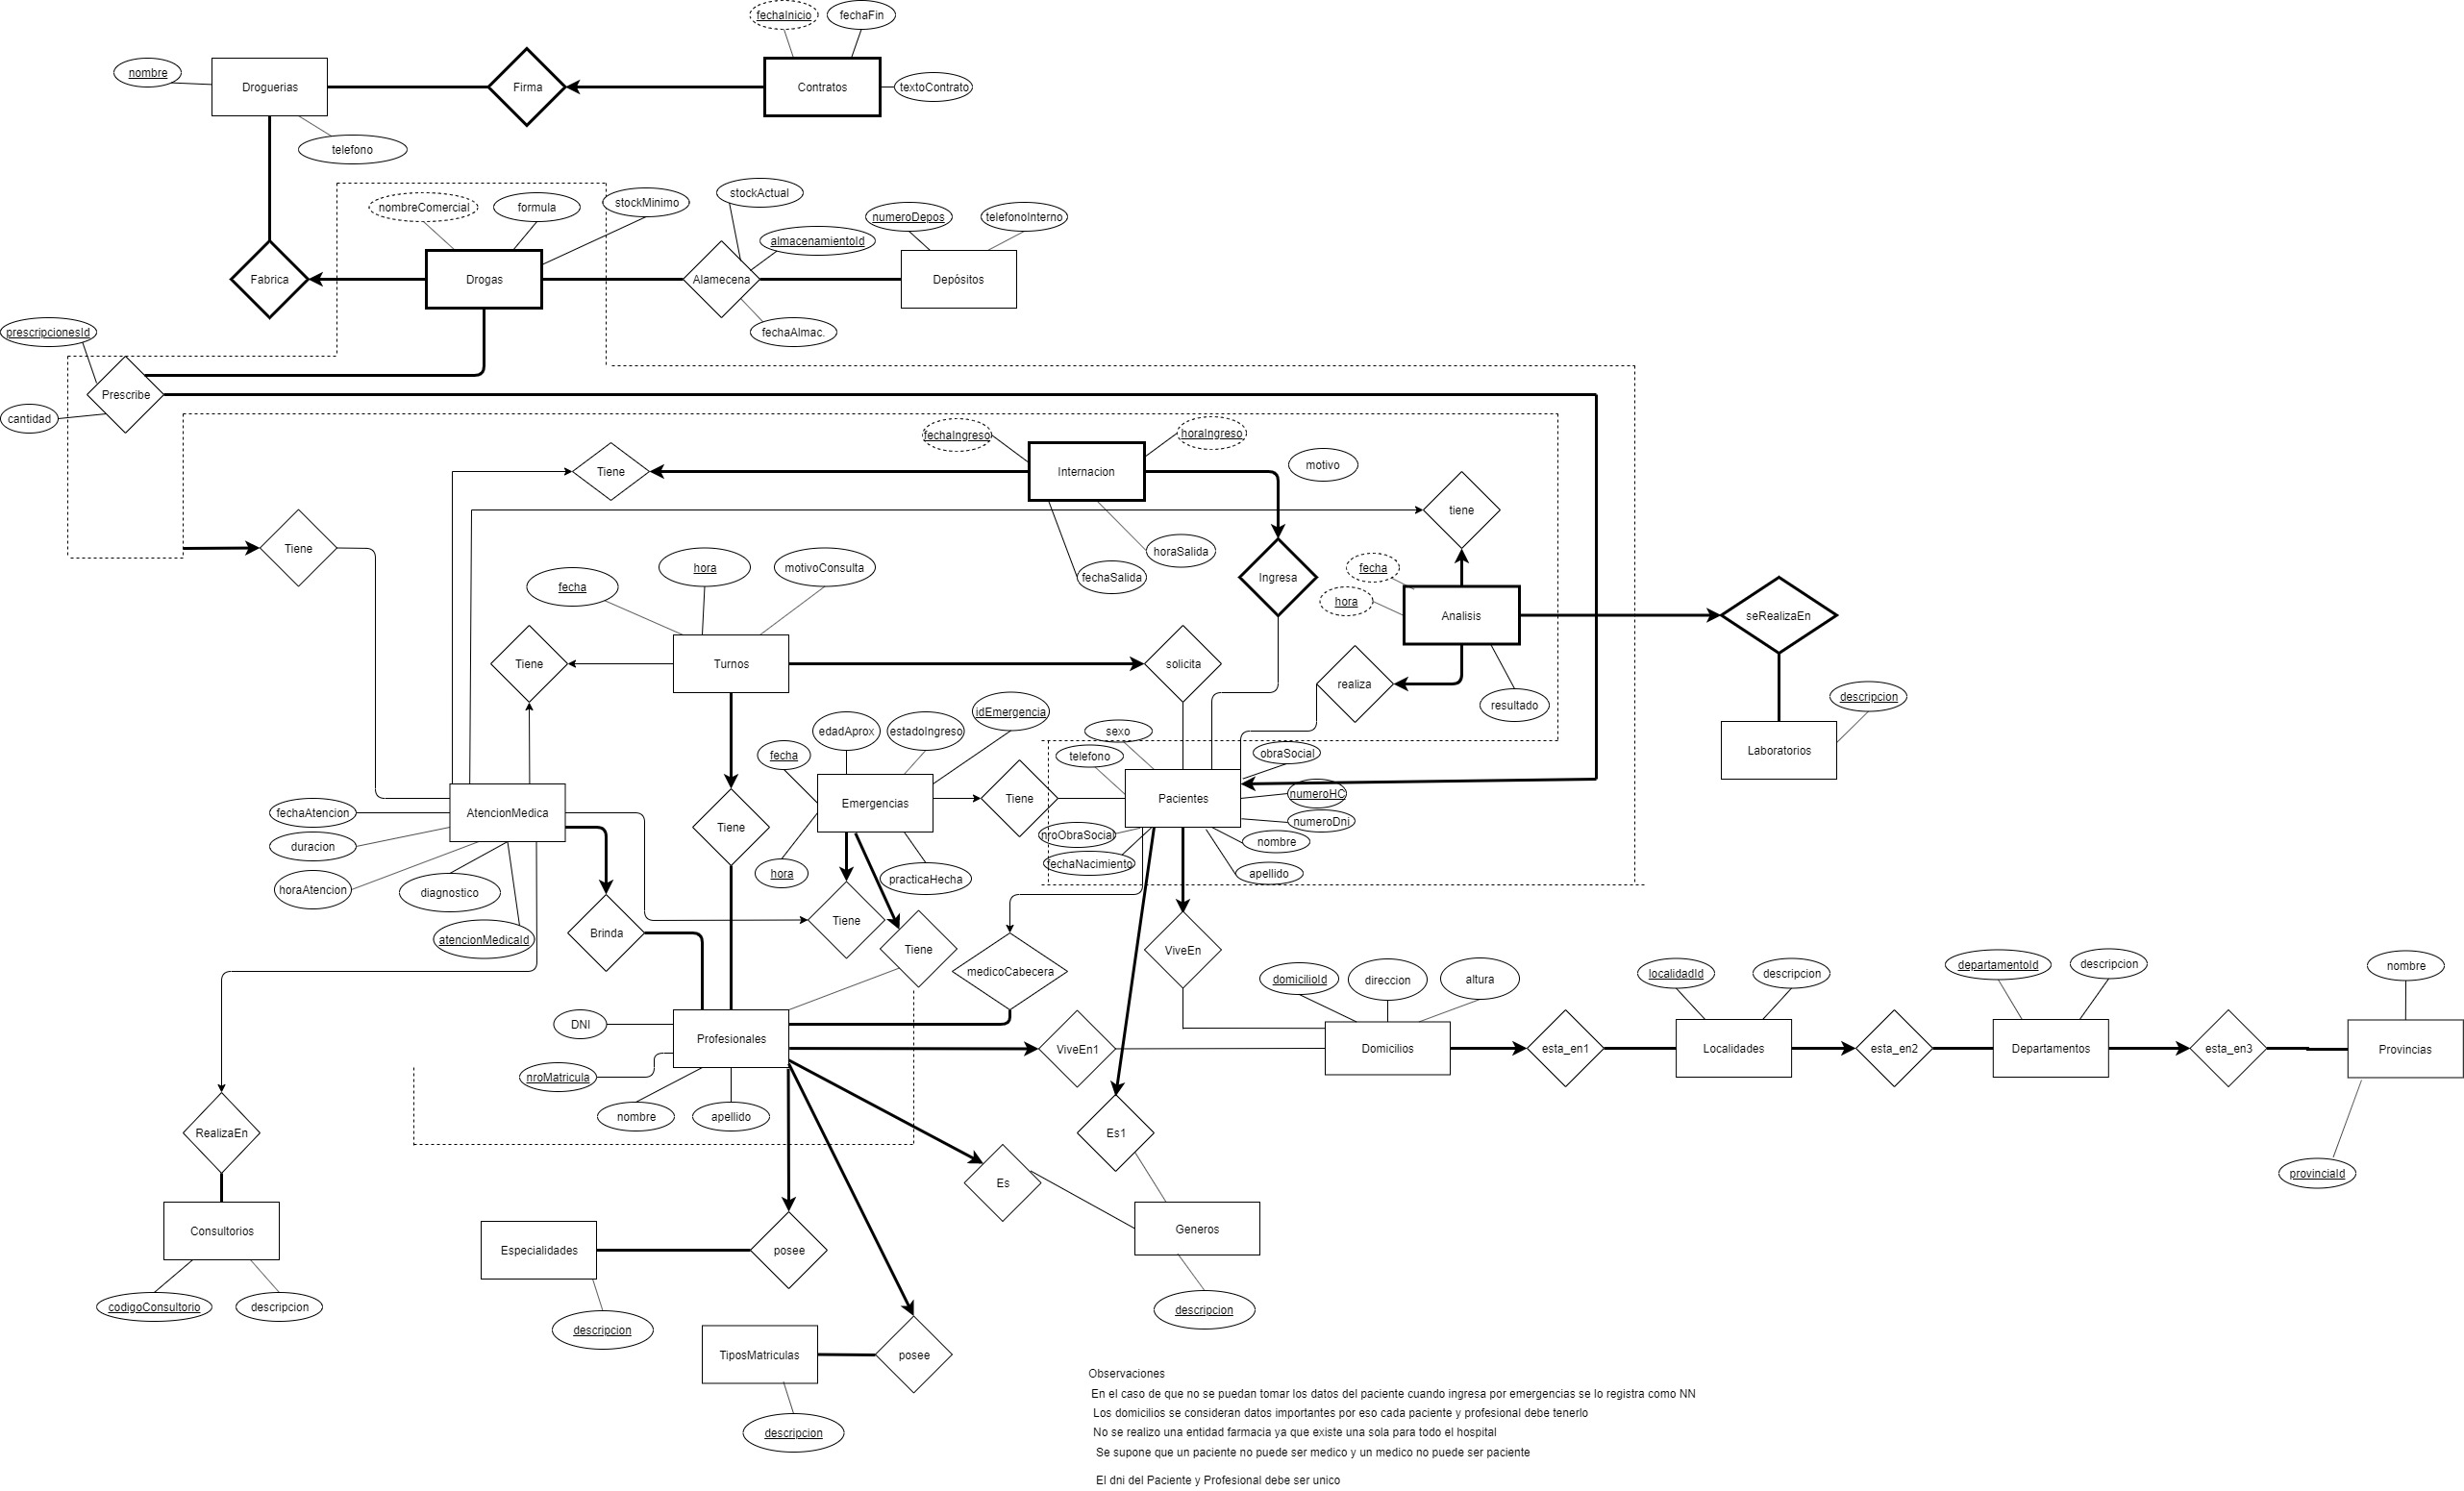 fechaInicio
fechaFin
nombre
Droguerias
Firma
Contratos
textoContrato
telefono
stockActual
nombreComercial
formula
stockMinimo
numeroDepos
telefonoInterno
almacenamientoId
Fabrica
Drogas
Alamecena
Depósitos
prescripcionesId
fechaAlmac.
Prescribe
cantidad
fechaIngreso
horaIngreso
Tiene
Internacion
motivo
tiene
Tiene
horaSalida
fechaSalida
hora
motivoConsulta
fecha
Ingresa
fecha
hora
Analisis
seRealizaEn
Tiene
Turnos
solicita
realiza
resultado
descripcion
idEmergencia
edadAprox
estadoIngreso
sexo
fecha
telefono
obraSocial
Laboratorios
Emergencias
Tiene
Pacientes
numeroHC
AtencionMedica
fechaAtencion
Tiene
numeroDni
nroObraSocial
nombre
duracion
fechaNacimiento
hora
practicaHecha
apellido
horaAtencion
diagnostico
Tiene
atencionMedicaId
Brinda
Tiene
ViveEn
medicoCabecera
domicilioId
direccion
altura
localidadId
descripcion
departamentoId
descripcion
nombre
DNI
Profesionales
ViveEn1
Domicilios
esta_en1
Localidades
esta_en2
Departamentos
esta_en3
Provincias
nroMatricula
nombre
apellido
RealizaEn
Es1
provinciaId
Es
Consultorios
Especialidades
posee
Generos
codigoConsultorio
descripcion
descripcion
descripcion
TiposMatriculas
posee
descripcion
Observaciones
En el caso de que no se puedan tomar los datos del paciente cuando ingresa por emergencias se lo registra como NN
Los domicilios se consideran datos importantes por eso cada paciente y profesional debe tenerlo
No se realizo una entidad farmacia ya que existe una sola para todo el hospital
Se supone que un paciente no puede ser medico y un medico no puede ser paciente
El dni del Paciente y Profesional debe ser unico